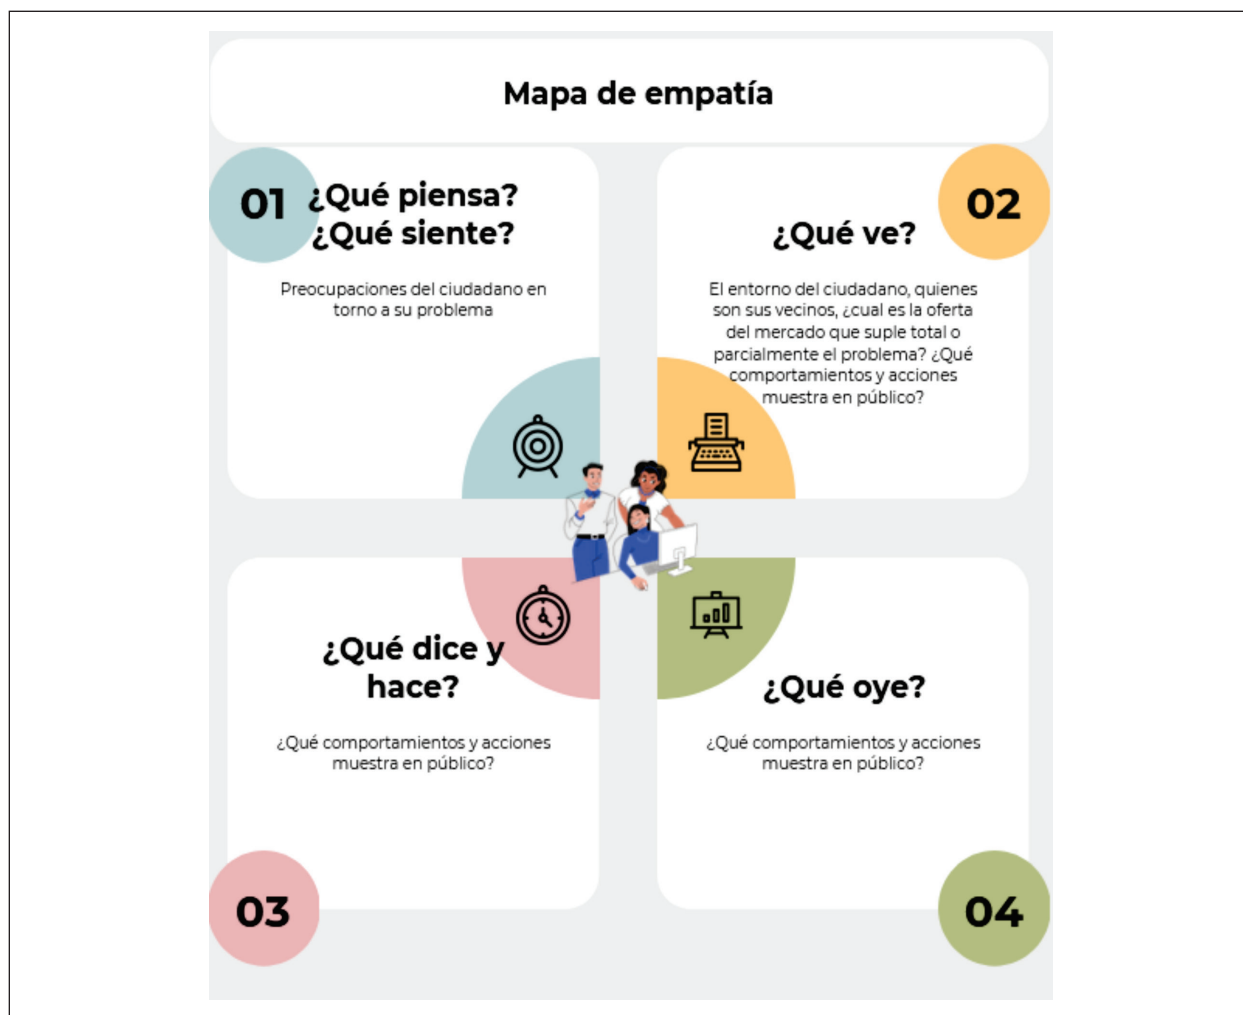 Mapa de empatía
01
¿Qué piensa?
¿Qué siente?
Preocupaciones del ciudadano en
torno a su problema
02
¿Qué ve?
El entorno del ciudadano, quienes
son sus vecinos, ¿cual es la oferta
del mercado que suple total o
parcialmente el problema? ¿Qué
comportamientos y acciones
muestra en público?
¿Qué dice y
hace?
¿Qué comportamientos y acciones
muestra en público?
03
¿Qué oye?
¿Qué comportamientos y acciones
muestra en público?
04